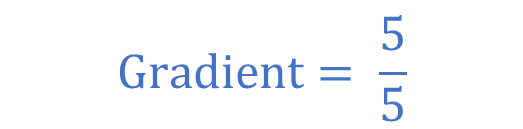 Gradient = 5/5